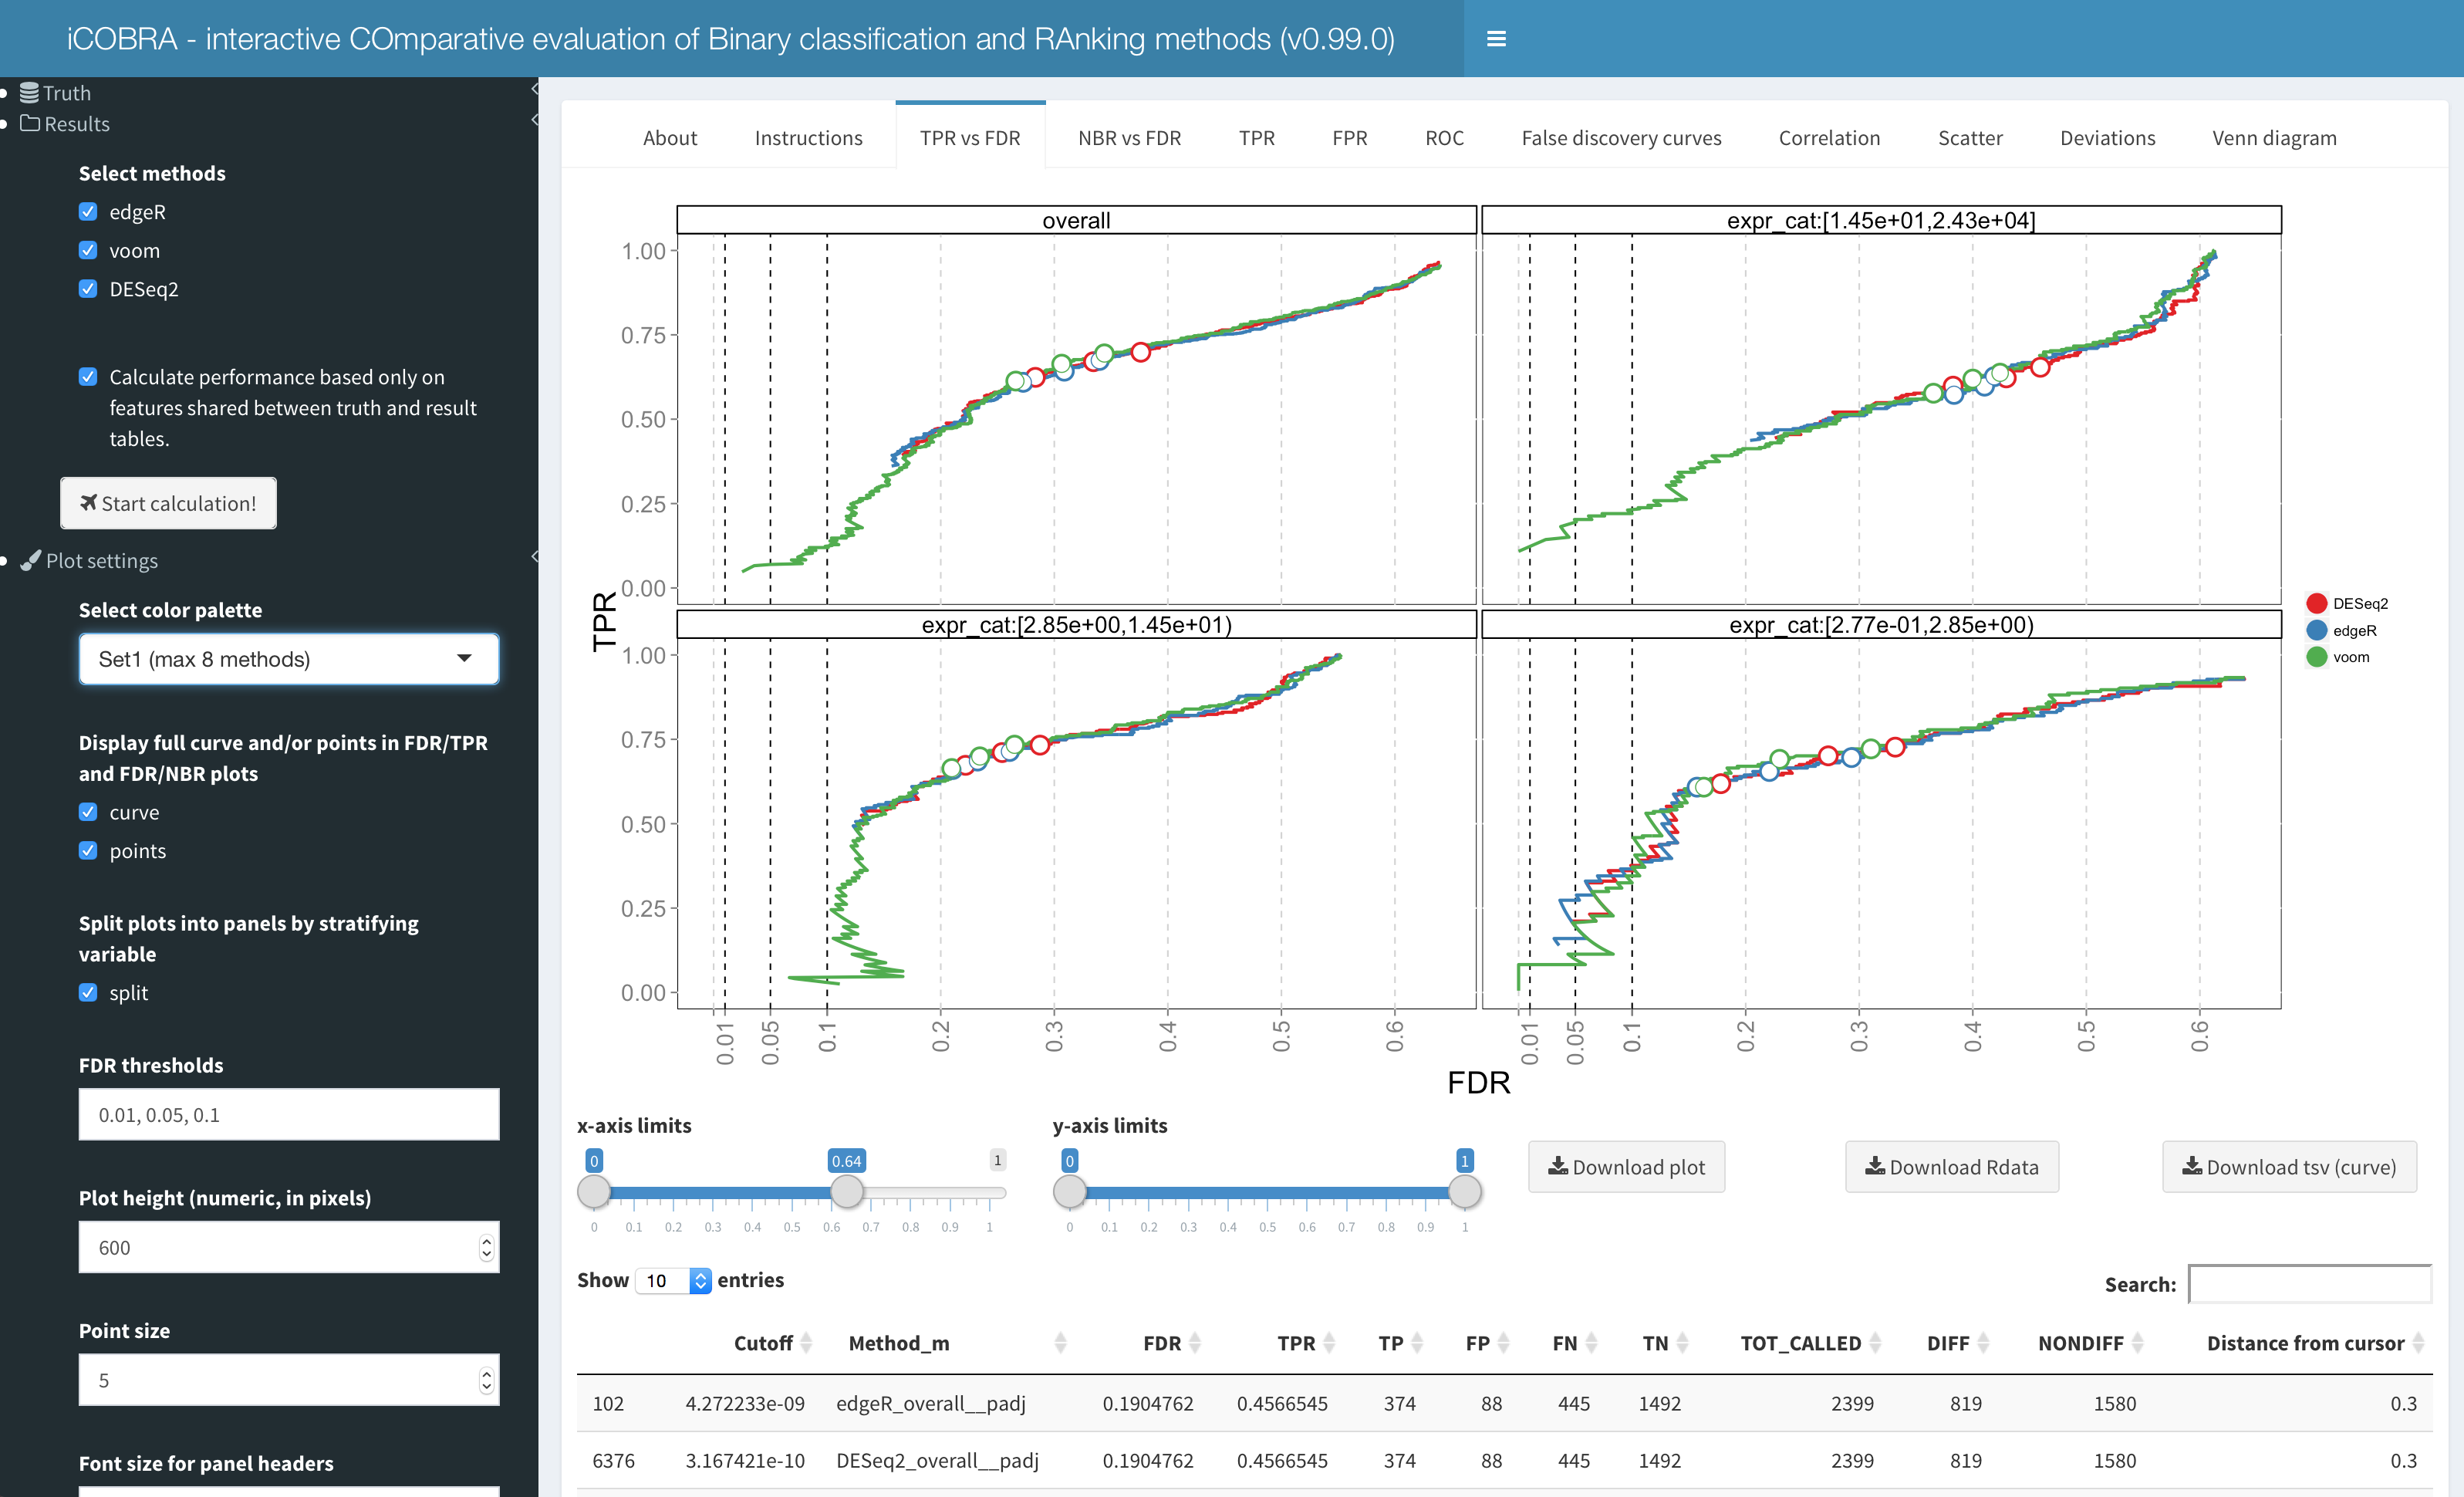 iCOBRA - interactive COmparative evaluation of Binary classification and RAnking methods (v0.99.0)
Truth
Results
Select methods
edgeR
voom
DESeq2
Calculate performance based only on
features shared between truth and result
tables.
Start calculation!
Plot settings
Select color palette
Set1 (max 8 methods)
Display full curve and/or points in FDR/TPR
and FDR/NBR plots
curve
points
Split plots into panels by stratifying
variable
split
FDR thresholds
0.01, 0.05, 0.1
Plot height (numeric, in pixels)
600
Point size
5
Font size for panel headers
About Instructions TPR vs FDR NBR vs FDR TPR FPR ROC False discovery curves Correlation Scatter Deviations Venn diagram
overall
expr_cat:[1.45e+01,2.43e+04]
1.00
0.75
0.50
0.25
0.00
expr_cat:[2.85e+00,1.45e+01)
expr_cat:[2.77e-01,2.85e+00)
1.00
0.75
0.50
0.25
0.00
TPR
0.01 0.05 0.1 0.2 0.3 0.4 0.5 0.6
0.01 0.05 0.1 0.2 0.3 0.4 0.5 0.6
FDR
DESeq2
edgeR
voom
x-axis limits
0 0.64 1
0 0.1 0.2 0.3 0.4 0.5 0.6 0.7 0.8 0.9 1
y-axis limits
0 1
0 0.1 0.2 0.3 0.4 0.5 0.6 0.7 0.8 0.9 1
Download plot
Download Rdata
Download tsv (curve)
Show 10 entries
Search:
Cutoff Method_m FDR TPR TP FP FN TN TOT_CALLED DIFF NONDIFF Distance from cursor
102 4.272233e-09 edgeR_overall__padj 0.1904762 0.4566545 374 88 445 1492 2399 819 1580 0.3
6376 3.167421e-10 DESeq2_overall__padj 0.1904762 0.4566545 374 88 445 1492 2399 819 1580 0.3